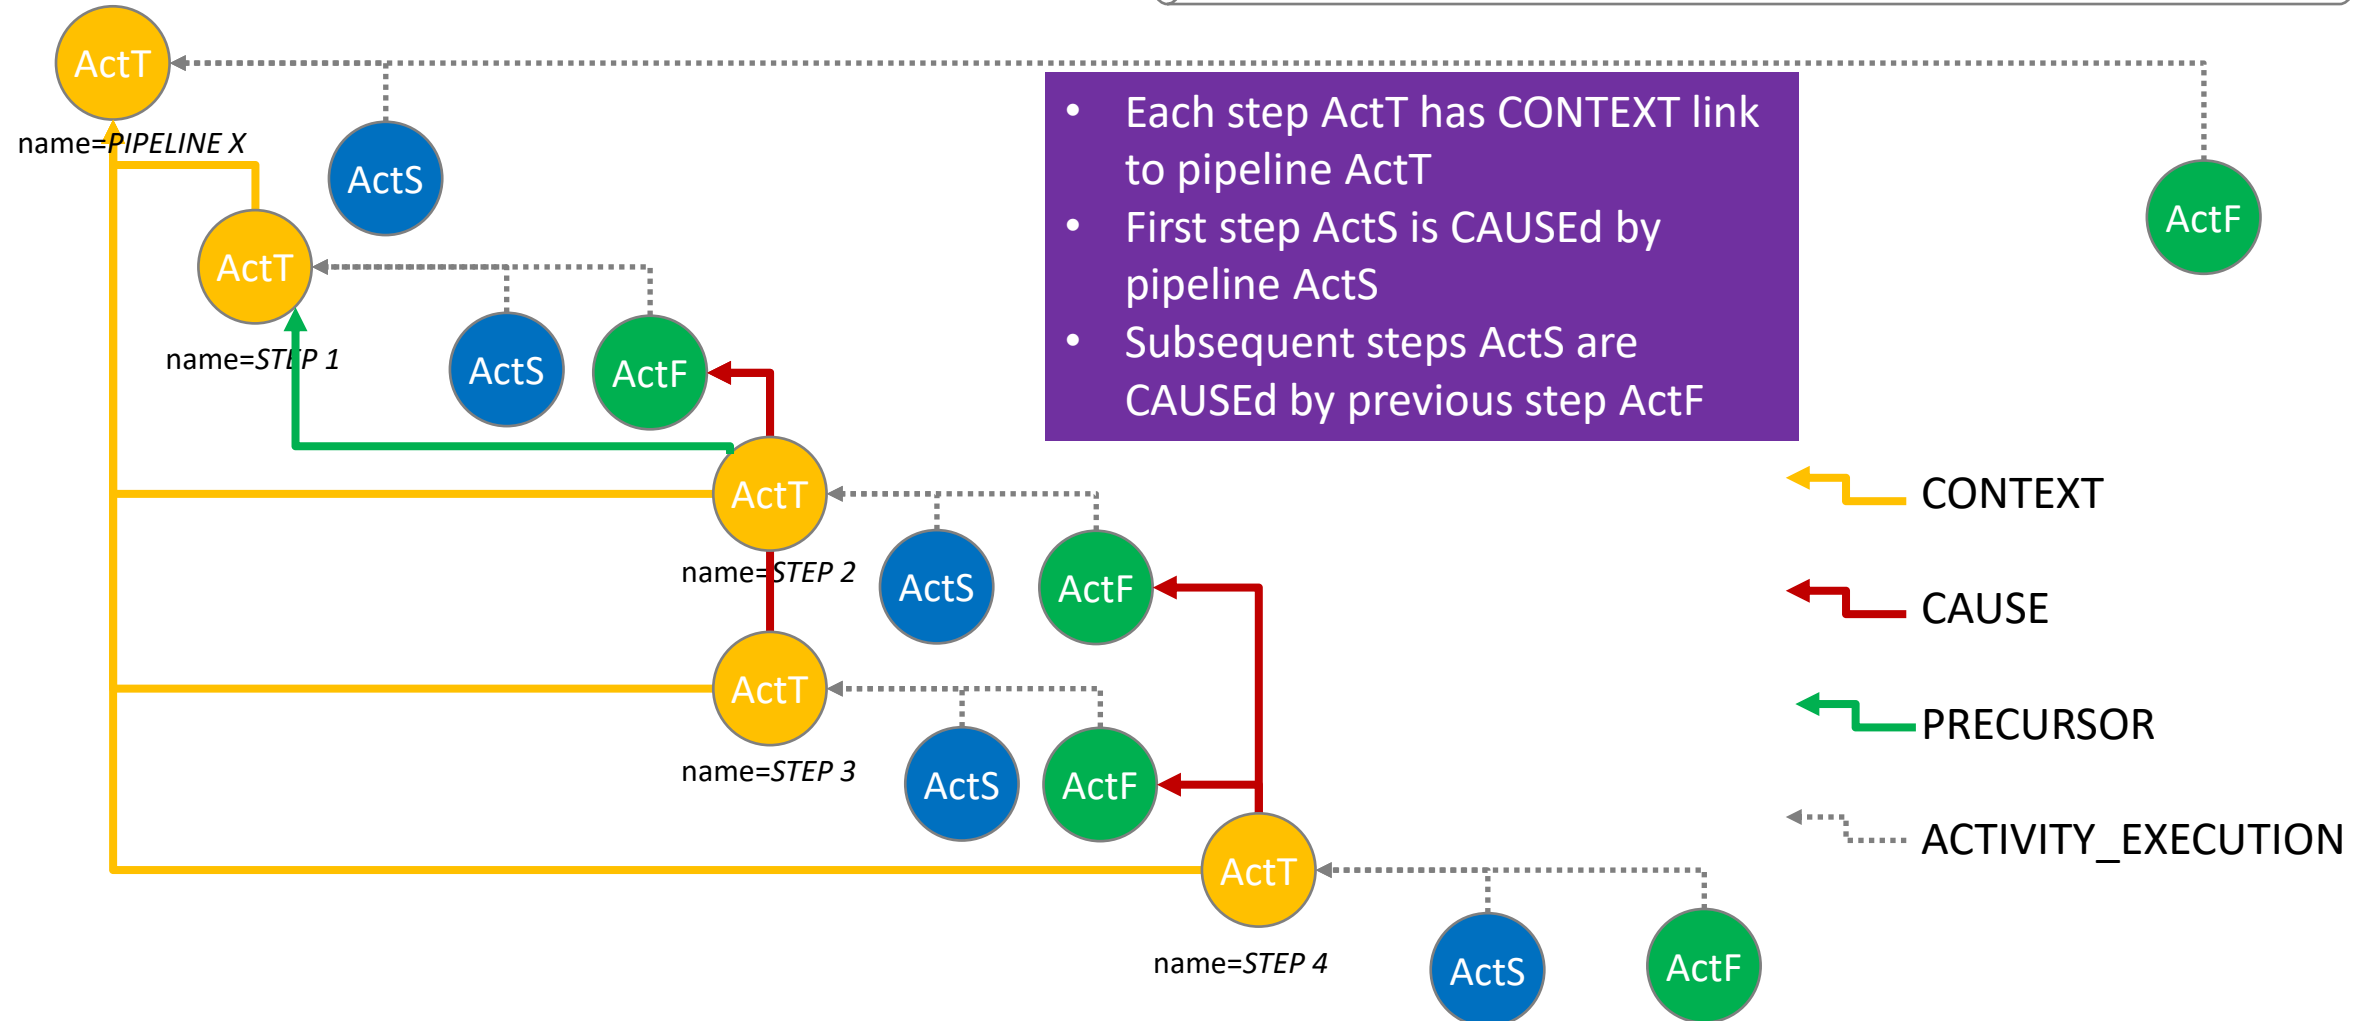 ActT
name=PIPELINE X
ActS
• Each step ActT has CONTEXT link
to pipeline ActT
• First step ActS is CAUSEd by
pipeline ActS
• Subsequent steps ActS are
CAUSEd by previous step ActF
ActF
ActT
name=STEP 1
ActS
ActF
ActT
name=STEP 2
ActS
ActF
ActT
name=STEP 3
ActS
ActF
ActT
name=STEP 4
ActS
ActF
CONTEXT
CAUSE
PRECURSOR
ACTIVITY_EXECUTION